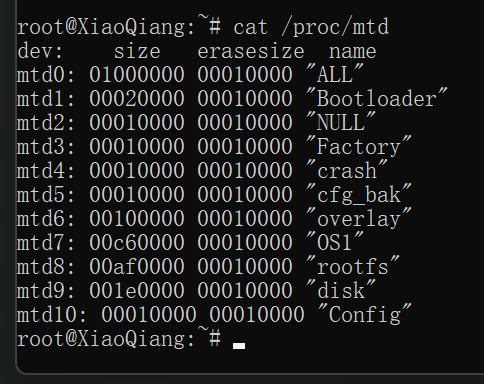 root@XiaoQiang:~# cat /proc/mtd
dev:    size   erasesize  name
mtd0: 01000000 00010000 "ALL"
mtd1: 00020000 00010000 "Bootloader"
mtd2: 00010000 00010000 "NULL"
mtd3: 00010000 00010000 "Factory"
mtd4: 00010000 00010000 "crash"
mtd5: 00010000 00010000 "cfg_bak"
mtd6: 00100000 00010000 "overlay"
mtd7: 00c60000 00010000 "OS1"
mtd8: 00af0000 00010000 "rootfs"
mtd9: 001e0000 00010000 "disk"
mtd10: 00010000 00010000 "Config"
root@XiaoQiang:~#